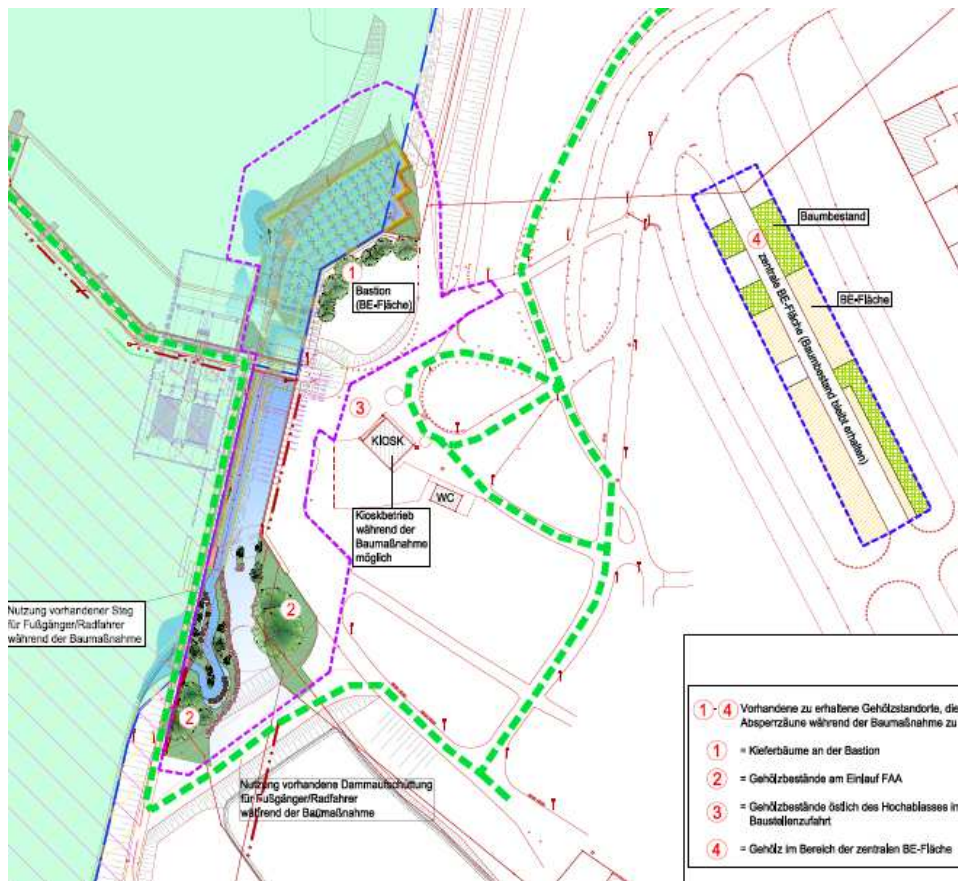 Baumbestand
4
1
zentrale BE-Fläche (Baumbestand bleibt erhalten)
Bastion
(BE-Fläche)
BE-Fläche
3
KIOSK
WC
Kioskbetrieb
während der
Baumaßnahme
möglich
2
Nutzung vorhandener Steg
für Fußgänger/Radfahrer
während der Baumaßnahme
2
Nutzung vorhandene Dammaufschüttung
für Fußgänger/Radfahrer
während der Baumaßnahme
1 - 4 Vorhandene zu erhaltene Gehölzstandorte, die
Absperrzäune während der Baumaßnahme zu
1 = Kieferbäume an der Bastion
2 = Gehölzbestände am Einlauf FAA
3 = Gehölzbestände östlich des Hochablasses in
Baustellenzufahrt
4 = Gehölz im Bereich der zentralen BE-Fläche